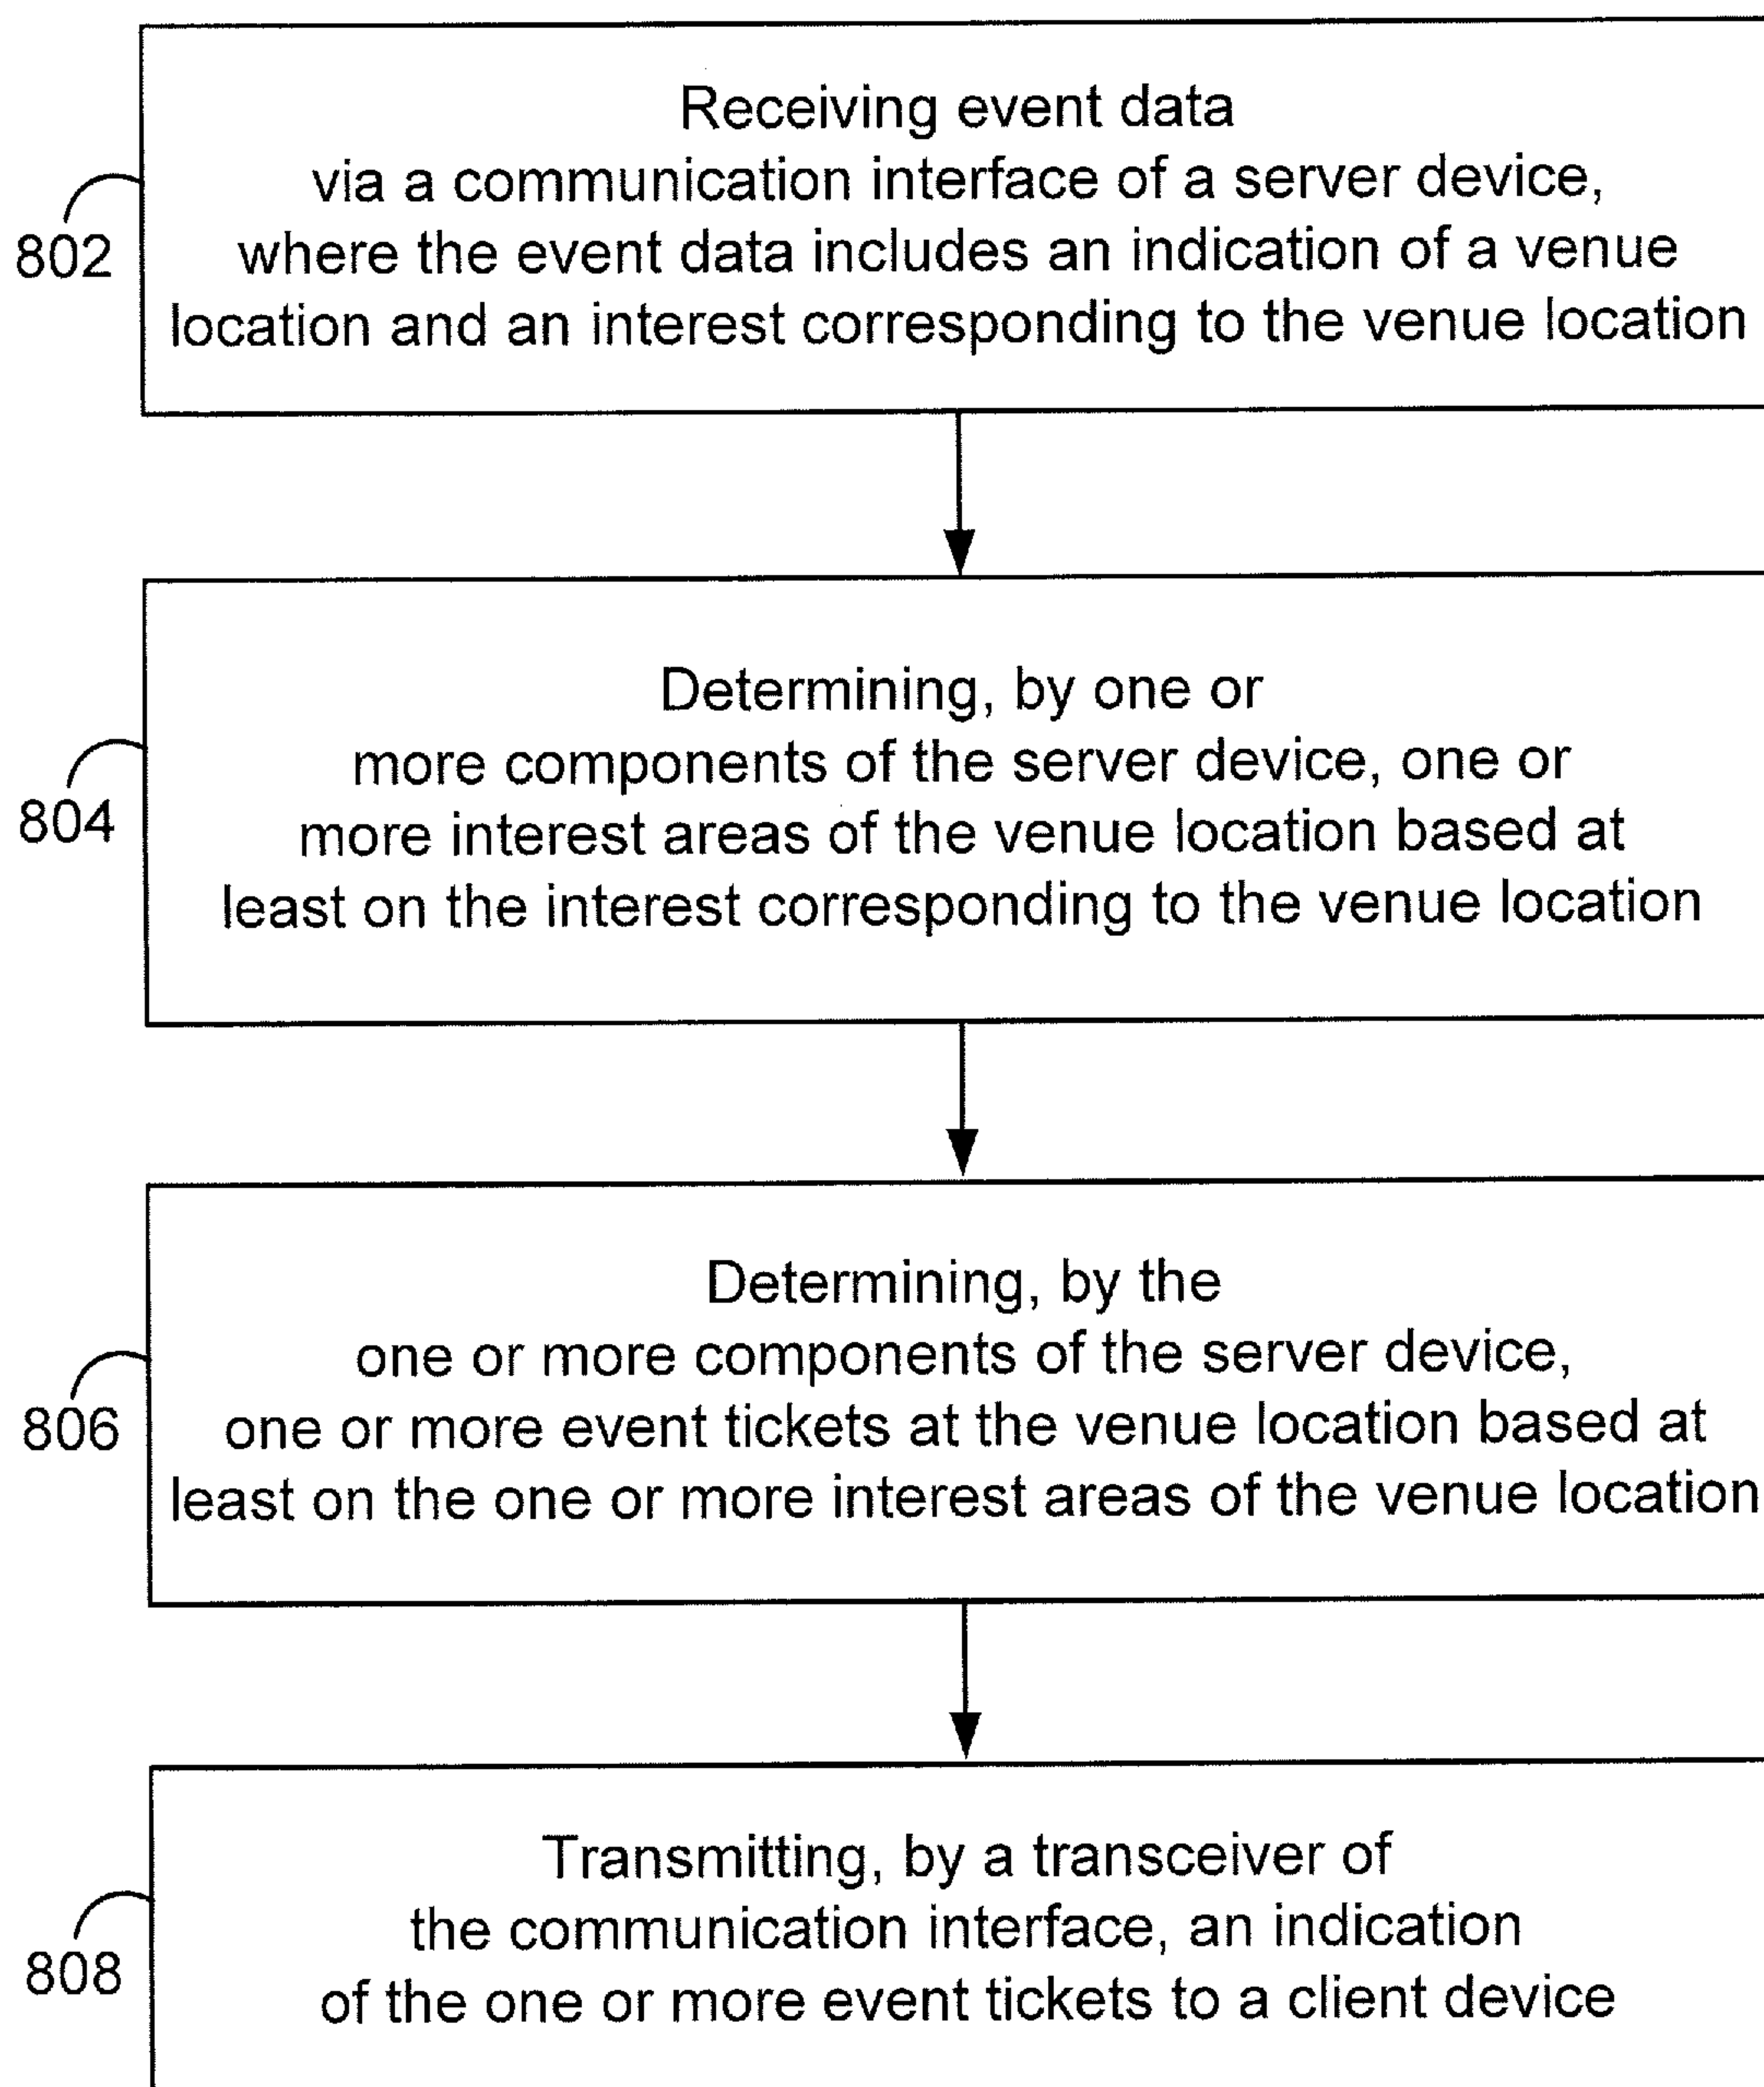 Receiving event data
via a communication interface of a server device,
where the event data includes an indication of a venue
location and an interest corresponding to the venue location
802
Determining, by one or
more components of the server device, one or
more interest areas of the venue location based at
least on the interest corresponding to the venue location
804
Determining, by the
one or more components of the server device,
one or more event tickets at the venue location based at
least on the one or more interest areas of the venue location
806
Transmitting, by a transceiver of
the communication interface, an indication
of the one or more event tickets to a client device
808